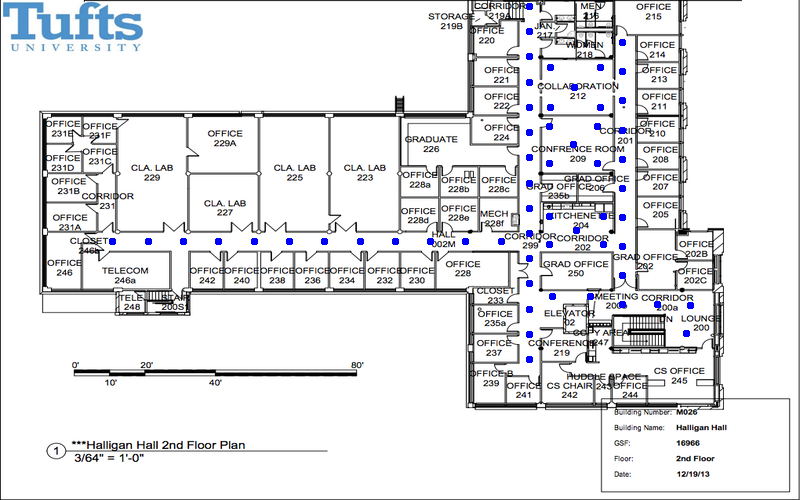 Tufts
UNIVERSITY
CORRIDOR
219A
STORAGE
219B
OFFICE
220
JAN.
217
MEN
216
OFFICE
215
WOMEN
218
OFFICE
214
OFFICE
221
OFFICE
213
COLLABORATION
212
OFFICE
222
OFFICE
211
OFFICE
224
CORRIDOR
201
OFFICE
210
OFFICE
231E
OFFICE
231F
OFFICE
229A
GRADUATE
226
CONFRENCE ROOM
209
OFFICE
208
OFFICE
231D
OFFICE
231C
CLA. LAB
229
CLA. LAB
225
CLA. LAB
223
OFFICE
231B
CORRIDOR
231
OFFICE
228a
OFFICE
228b
OFFICE
228c
GRAD OFFICE
235b
GRAD OFFICE
206
OFFICE
207
OFFICE
231A
CLA. LAB
227
OFFICE
228d
OFFICE
228e
MECH
228f
KITCHENETTE
204
OFFICE
205
CLOSET
246b
HALL
002M
CORRIDOR
299
CORRIDOR
202
OFFICE
202B
OFFICE
246
TELECOM
246a
OFFICE
242
OFFICE
240
OFFICE
238
OFFICE
236
OFFICE
234
OFFICE
232
OFFICE
230
OFFICE
228
GRAD OFFICE
250
GRAD OFFICE
202
OFFICE
202C
TELE.
248
STAIR
200S1
CLOSET
233
MEETING
CORRIDOR
200a
OFFICE
235a
ELEVATOR
LOUNGE
200
OFFICE
237
CONFERENCE
219
COPY AREA
247
OFFICE B
239
OFFICE
241
CS CHAIR
242
HUDDLE SPACE
243
OFFICE
244
CS OFFICE
245
0' 20' 80'
10' 40'
1 ***Halligan Hall 2nd Floor Plan
3/64" = 1'-0"
Building Number: M026
Building Name: Halligan Hall
GSF: 16966
Floor: 2nd Floor
Date: 12/19/13